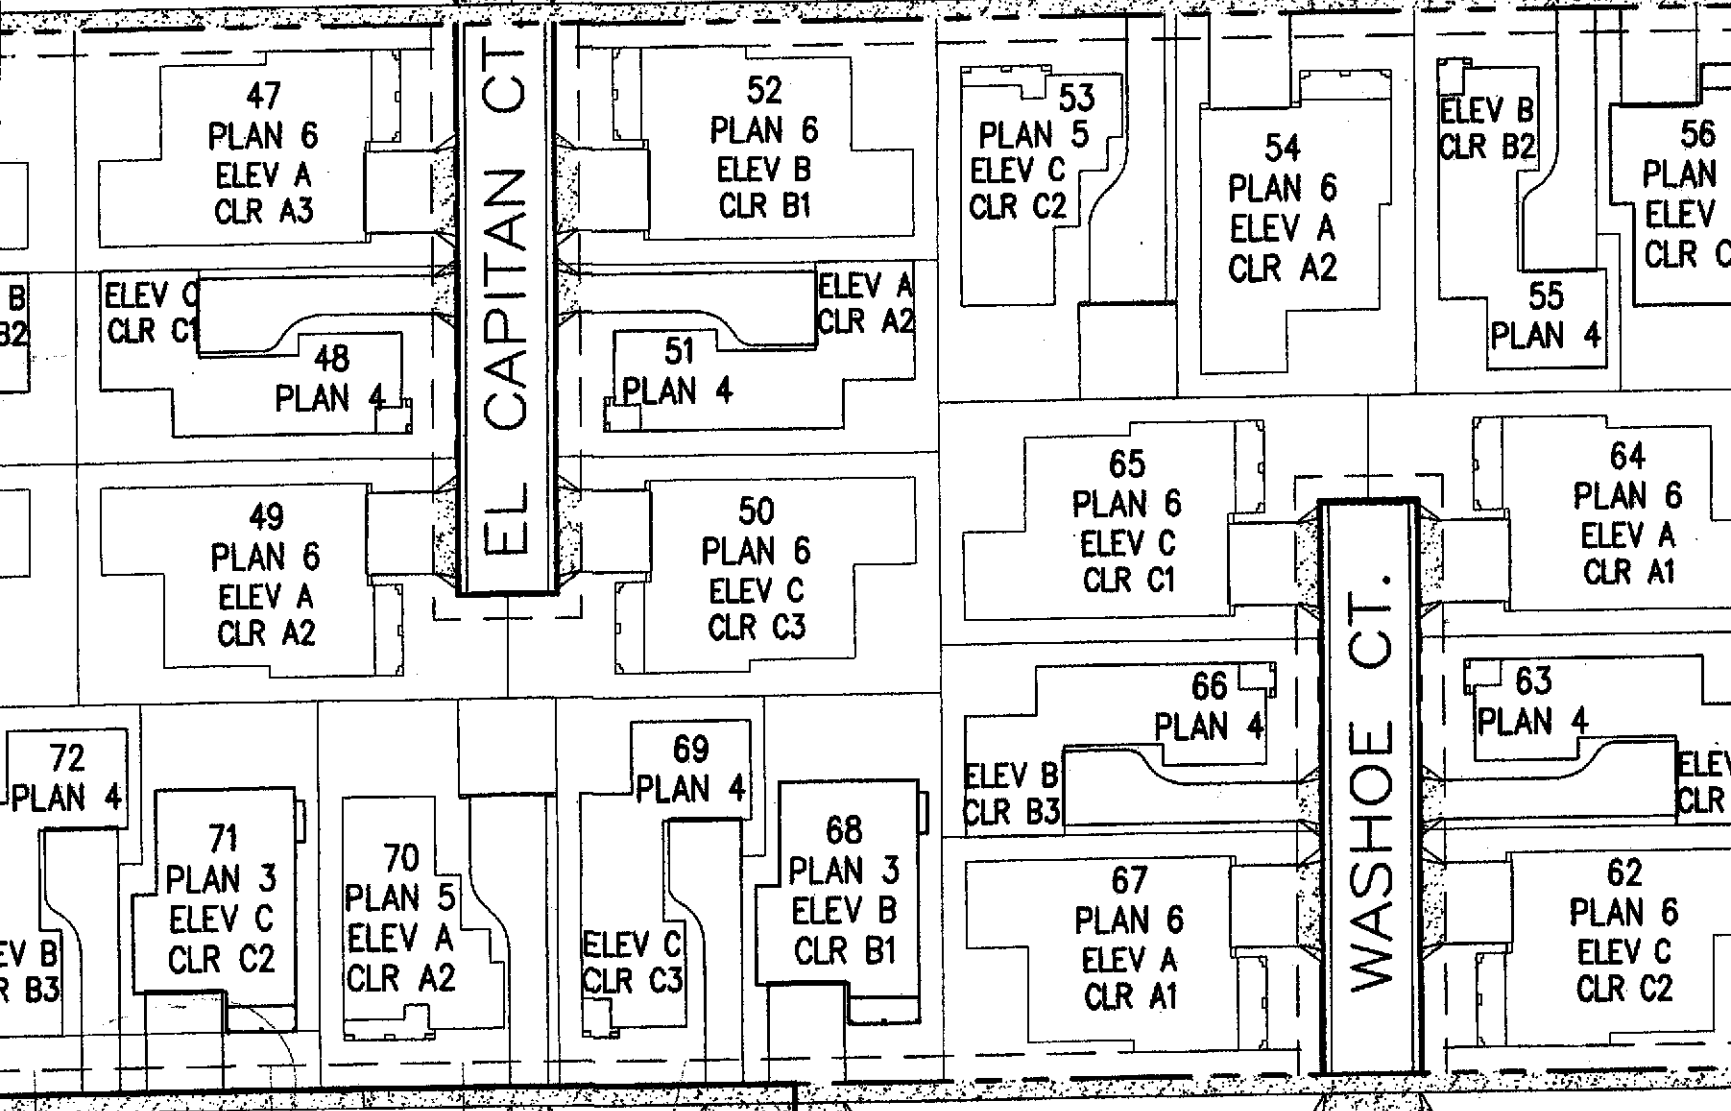 47
PLAN 6
ELEV A
CLR A3
EL CAPITAN CT
52
PLAN 6
ELEV B
CLR B1
53
PLAN 5
ELEV C
CLR C2
54
PLAN 6
ELEV A
CLR A2
ELEV B
CLR B2
55
PLAN 4
56
PLAN
ELEV
CLR C
B
B2
ELEV C
CLR C1
48
PLAN 4
51
PLAN 4
ELEV A
CLR A2
49
PLAN 6
ELEV A
CLR A2
50
PLAN 6
ELEV C
CLR C3
65
PLAN 6
ELEV C
CLR C1
64
PLAN 6
ELEV A
CLR A1
WASHOE CT.
66
PLAN 4
ELEV B
CLR B3
63
PLAN 4
ELEV
CLR
72
PLAN 4
EV B
R B3
71
PLAN 3
ELEV C
CLR C2
70
PLAN 5
ELEV A
CLR A2
69
PLAN 4
ELEV C
CLR C3
68
PLAN 3
ELEV B
CLR B1
67
PLAN 6
ELEV A
CLR A1
62
PLAN 6
ELEV C
CLR C2